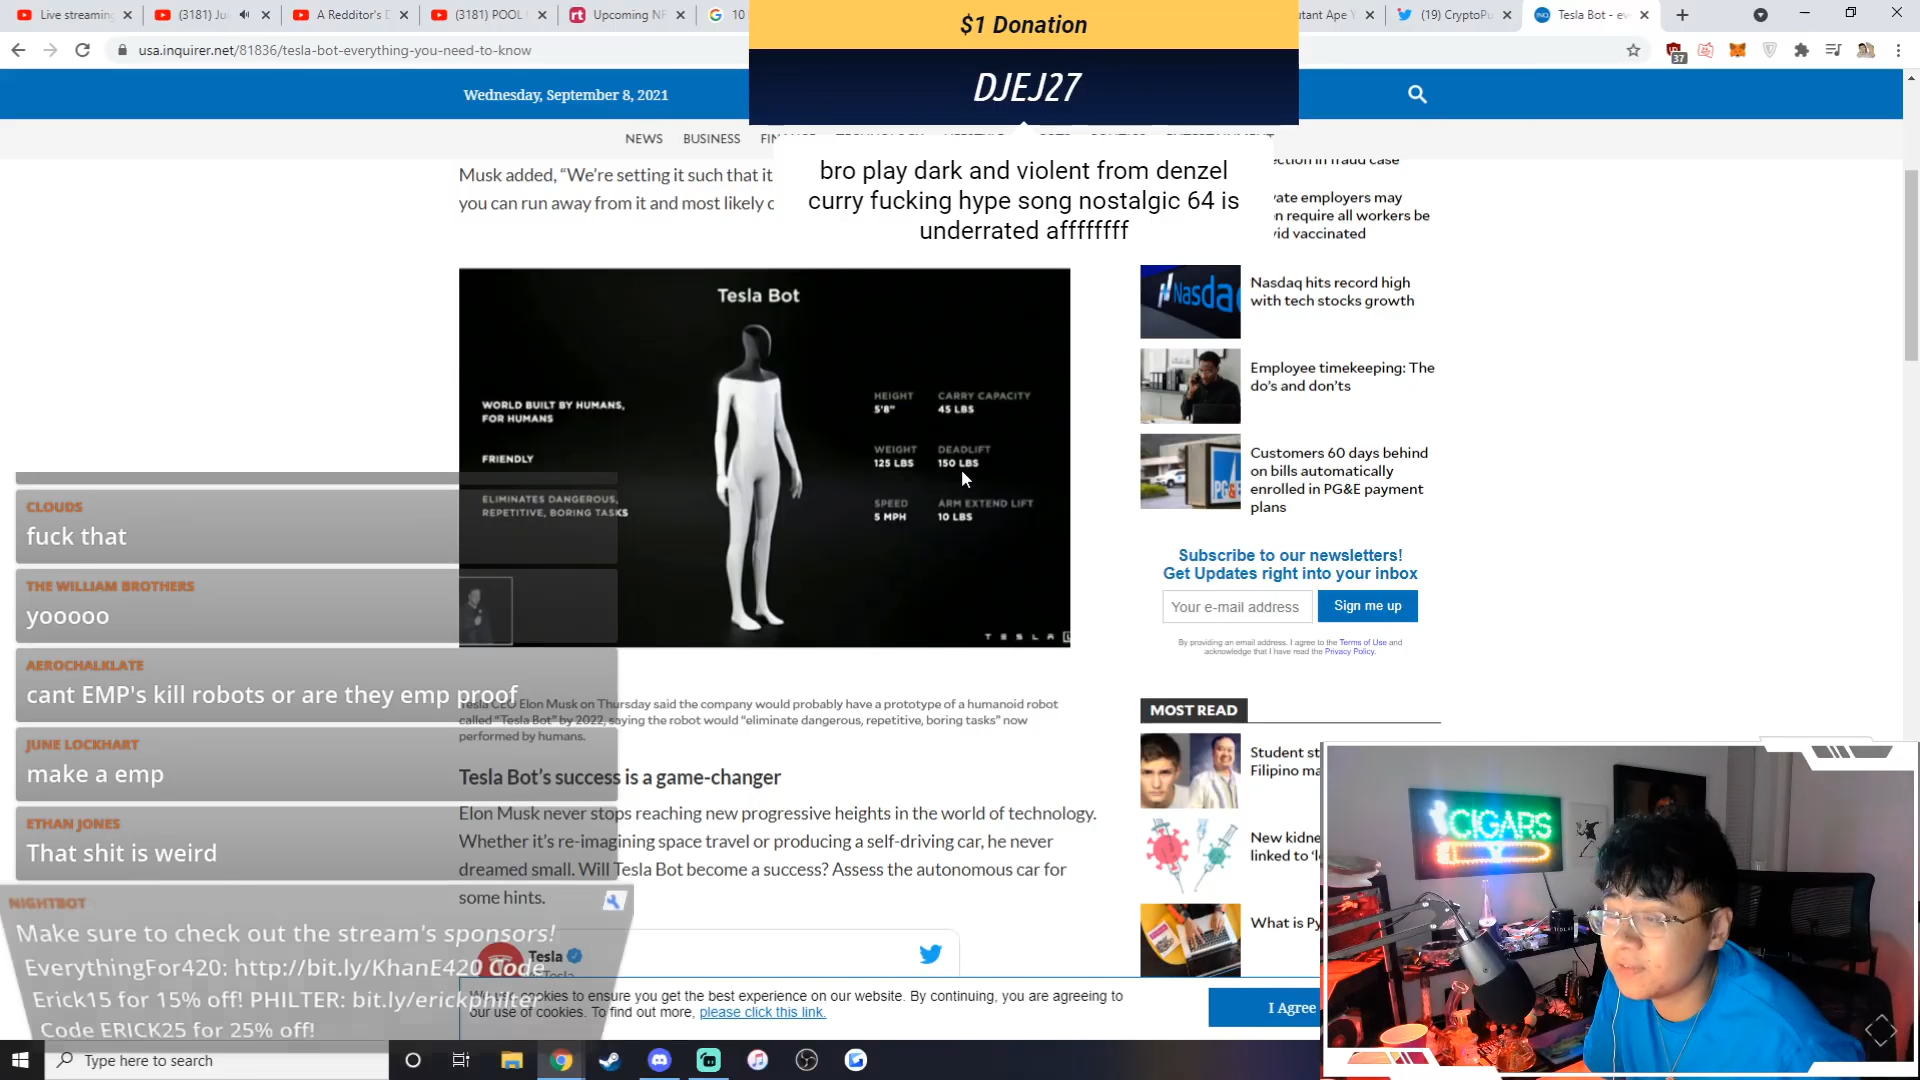 Live streaming
(3181) Ju
A Redditor's D
(3181) POOL
Upcoming NF
10
utant Ape Y
(19) CryptoPu
Tesla Bot - ev
usa.inquirer.net/81836/tesla-bot-everything-you-need-to-know
37
$1 Donation
DJEJ27
bro play dark and violent from denzel
curry fucking hype song nostalgic 64 is
underrated affffffff
Wednesday, September 8, 2021
NEWS BUSINESS
Musk added, “We’re setting it such that it
you can run away from it and most likely
ection in fraud case
vate employers may
n require all workers be
vid vaccinated
Tesla Bot
WORLD BUILT BY HUMANS,
FOR HUMANS
FRIENDLY
ELIMINATES DANGEROUS,
REPETITIVE, BORING TASKS
HEIGHT
5'8"
CARRY CAPACITY
45 LBS
WEIGHT
125 LBS
DEADLIFT
150 LBS
SPEED
5 MPH
ARM EXTEND LIFT
10 LBS
TESLA
Nasdaq
Nasdaq hits record high
with tech stocks growth
Employee timekeeping: The
do’s and don’ts
PG&E
Customers 60 days behind
on bills automatically
enrolled in PG&E payment
plans
Subscribe to our newsletters!
Get Updates right into your inbox
Your e-mail address
Sign me up
By providing an email address. I agree to the Terms of Use and
acknowledge that I have read the Privacy Policy.
MOST READ
Student st
Filipino ma
New kidne
linked to ‘l
What is Py
CLOUDS
fuck that
THE WILLIAM BROTHERS
yooooo
AEROCHALKLATE
cant EMP's kill robots or are they emp proof
JUNE LOCKHART
make a emp
ETHAN JONES
That shit is weird
NIGHTBOT
Make sure to check out the stream's sponsors!
EverythingFor420: http://bit.ly/KhanE420 Code
Erick15 for 15% off! PHILTER: bit.ly/erickphilter
Code ERICK25 for 25% off!
Tesla CEO Elon Musk on Thursday said the company would probably have a prototype of a humanoid robot
called “Tesla Bot” by 2022, saying the robot would “eliminate dangerous, repetitive, boring tasks” now
performed by humans.
Tesla Bot’s success is a game-changer
Elon Musk never stops reaching new progressive heights in the world of technology.
Whether it’s re-imagining space travel or producing a self-driving car, he never
dreamed small. Will Tesla Bot become a success? Assess the autonomous car for
some hints.
Tesla
We use cookies to ensure you get the best experience on our website. By continuing, you are agreeing to
our use of cookies. To find out more, please click this link.
I Agree
CIGARS
Type here to search